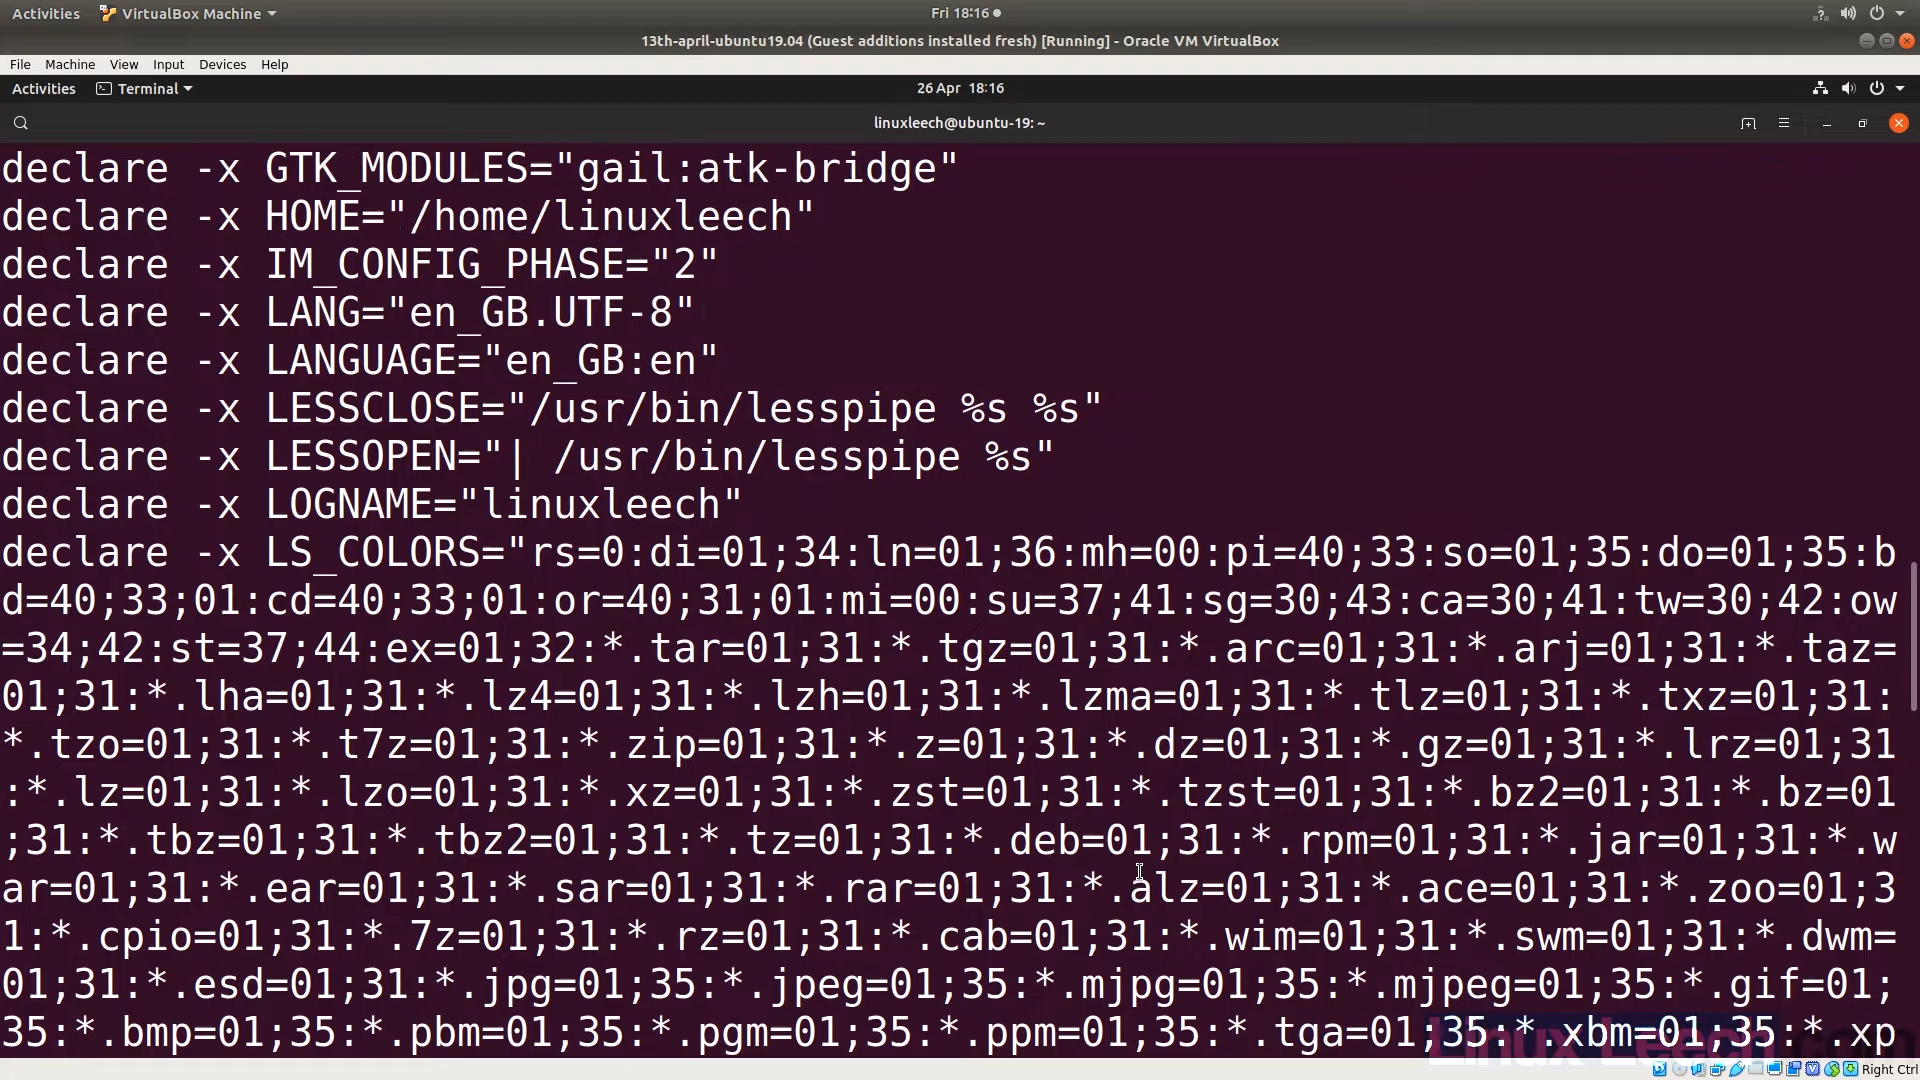 Activities VirtualBox Machine Fri 18:16
13th-april-ubuntu19.04 (Guest additions installed fresh) [Running] - Oracle VM VirtualBox
File Machine View Input Devices Help
Activities Terminal 26 Apr 18:16
linuxleech@ubuntu-19: ~
declare -x GTK_MODULES="gail:atk-bridge"
declare -x HOME="/home/linuxleech"
declare -x IM_CONFIG_PHASE="2"
declare -x LANG="en_GB.UTF-8"
declare -x LANGUAGE="en_GB:en"
declare -x LESSCLOSE="/usr/bin/lesspipe %s %s"
declare -x LESSOPEN="| /usr/bin/lesspipe %s"
declare -x LOGNAME="linuxleech"
declare -x LS_COLORS="rs=0:di=01;34:ln=01;36:mh=00:pi=40;33:so=01;35:do=01;35:b
d=40;33;01:cd=40;33;01:or=40;31;01:mi=00:su=37;41:sg=30;43:ca=30;41:tw=30;42:ow
=34;42:st=37;44:ex=01;32:*.tar=01;31:*.tgz=01;31:*.arc=01;31:*.arj=01;31:*.taz=
01;31:*.lha=01;31:*.lz4=01;31:*.lzh=01;31:*.lzma=01;31:*.tlz=01;31:*.txz=01;31:
*.tzo=01;31:*.t7z=01;31:*.zip=01;31:*.z=01;31:*.dz=01;31:*.gz=01;31:*.lrz=01;31
:*.lz=01;31:*.lzo=01;31:*.xz=01;31:*.zst=01;31:*.tzst=01;31:*.bz2=01;31:*.bz=01
;31:*.tbz=01;31:*.tbz2=01;31:*.tz=01;31:*.deb=01;31:*.rpm=01;31:*.jar=01;31:*.w
ar=01;31:*.ear=01;31:*.sar=01;31:*.rar=01;31:*.alz=01;31:*.ace=01;31:*.zoo=01;3
1:*.cpio=01;31:*.7z=01;31:*.rz=01;31:*.cab=01;31:*.wim=01;31:*.swm=01;31:*.dwm=
01;31:*.esd=01;31:*.jpg=01;35:*.jpeg=01;35:*.mjpg=01;35:*.mjpeg=01;35:*.gif=01;
35:*.bmp=01;35:*.pbm=01;35:*.pgm=01;35:*.ppm=01;35:*.tga=01;35:*.xbm=01;35:*.xp
Linux Leech.com
Right Ctrl